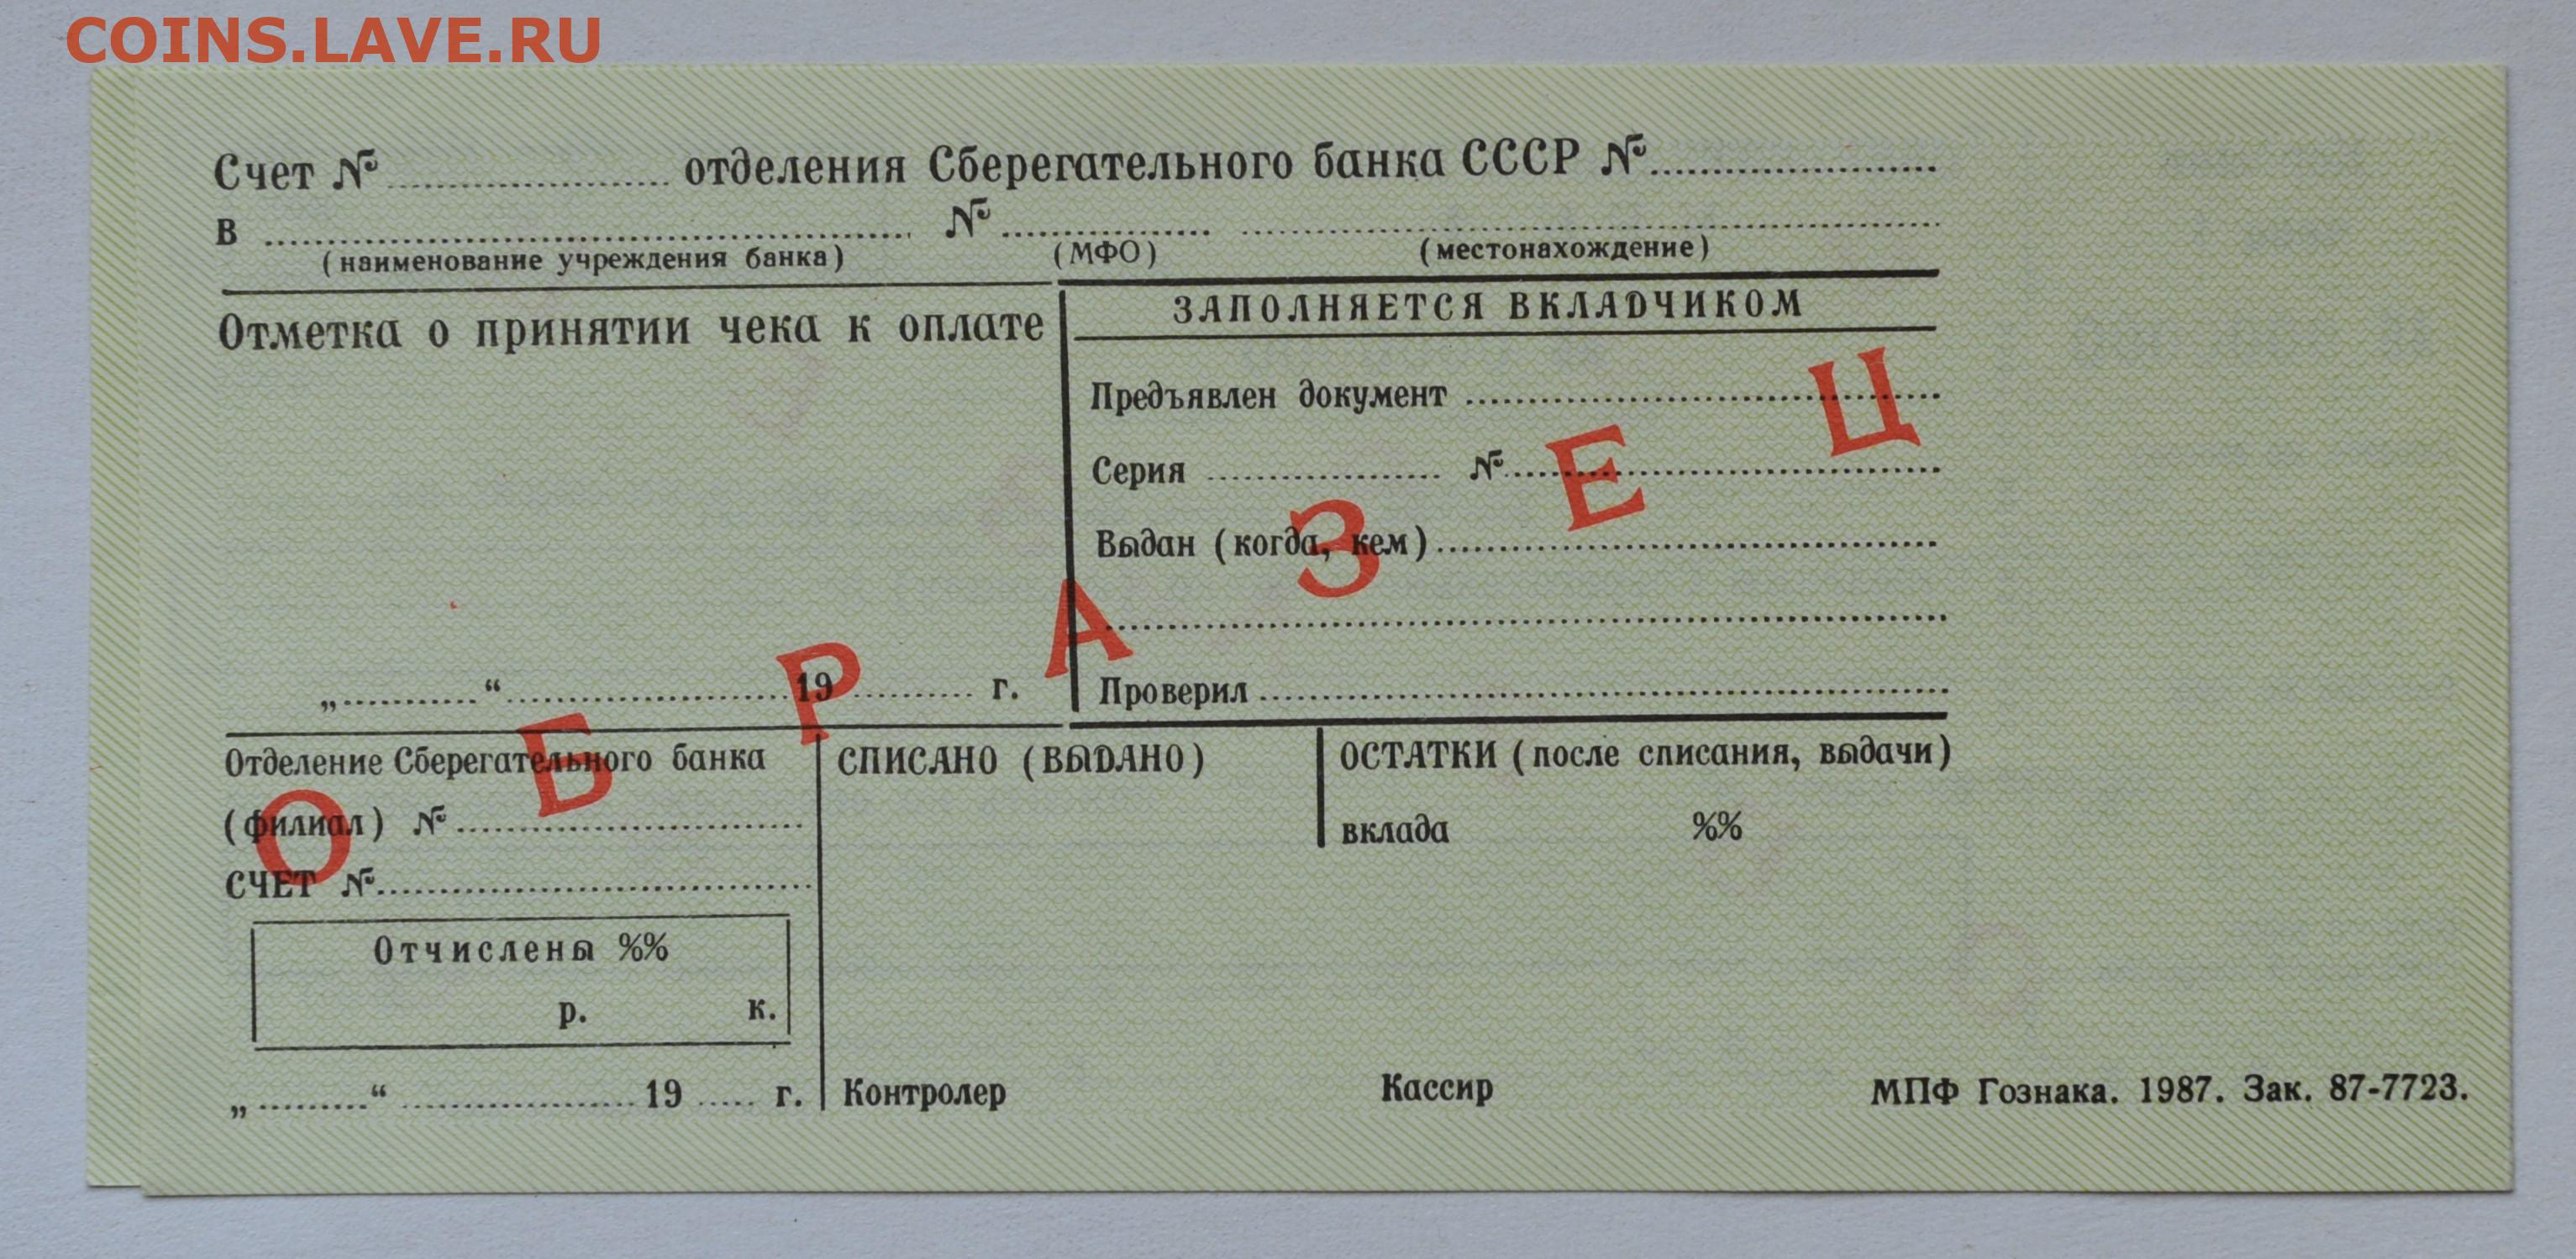 COINS.LAVE.RU
Счет № отделения Сберегательного банка СССР №
в №
(наименование учреждения банка) (МФО) (местонахождение)
Отметка о принятии чека к оплате
ЗАПОЛНЯЕТСЯ ВКЛАДЧИКОМ
Предъявлен документ
Серия №
Выдан (когда, кем)
„ “ 19 г.
Проверил
ОБРАЗЕЦ
Отделение Сберегательного банка
(филиал) №
СЧЕТ №
Отчислены %%
р. к.
„ “ 19 г.
СПИСАНО (ВЫДАНО)
ОСТАТКИ (после списания, выдачи)
вклада %%
Контролер Кассир
МПФ Гознака. 1987. Зак. 87-7723.